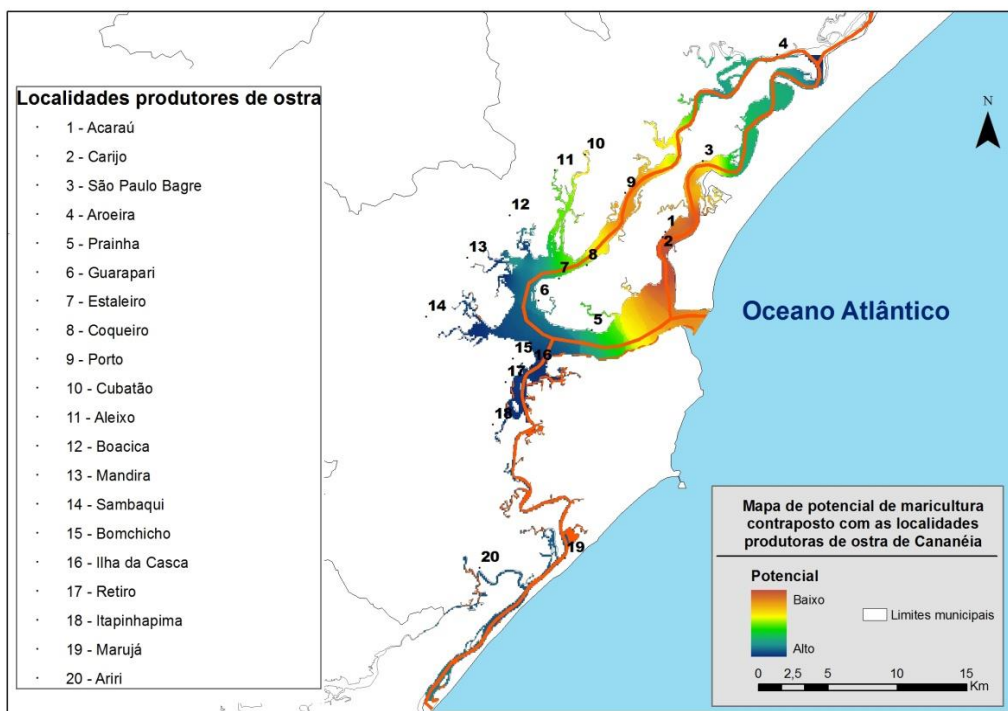 Localidades produtores de ostra
· 1 - Acaraú
· 2 - Carijo
· 3 - São Paulo Bagre
· 4 - Aroeira
· 5 - Prainha
· 6 - Guarapari
· 7 - Estaleiro
· 8 - Coqueiro
· 9 - Porto
· 10 - Cubatão
· 11 - Aleixo
· 12 - Boacica
· 13 - Mandira
· 14 - Sambaqui
· 15 - Bomchicho
· 16 - Ilha da Casca
· 17 - Retiro
· 18 - Itapinhapima
· 19 - Marujá
· 20 - Ariri
4
N
3
10
11
9
12
1
2
13
8
7
6
14
Oceano Atlântico
5
15
16
17
18
19
20
Mapa de potencial de maricultura
contraposto com as localidades
produtoras de ostra de Cananéia
Potencial
Baixo
Limites municipais
Alto
0 2,5 5 10 15
Km